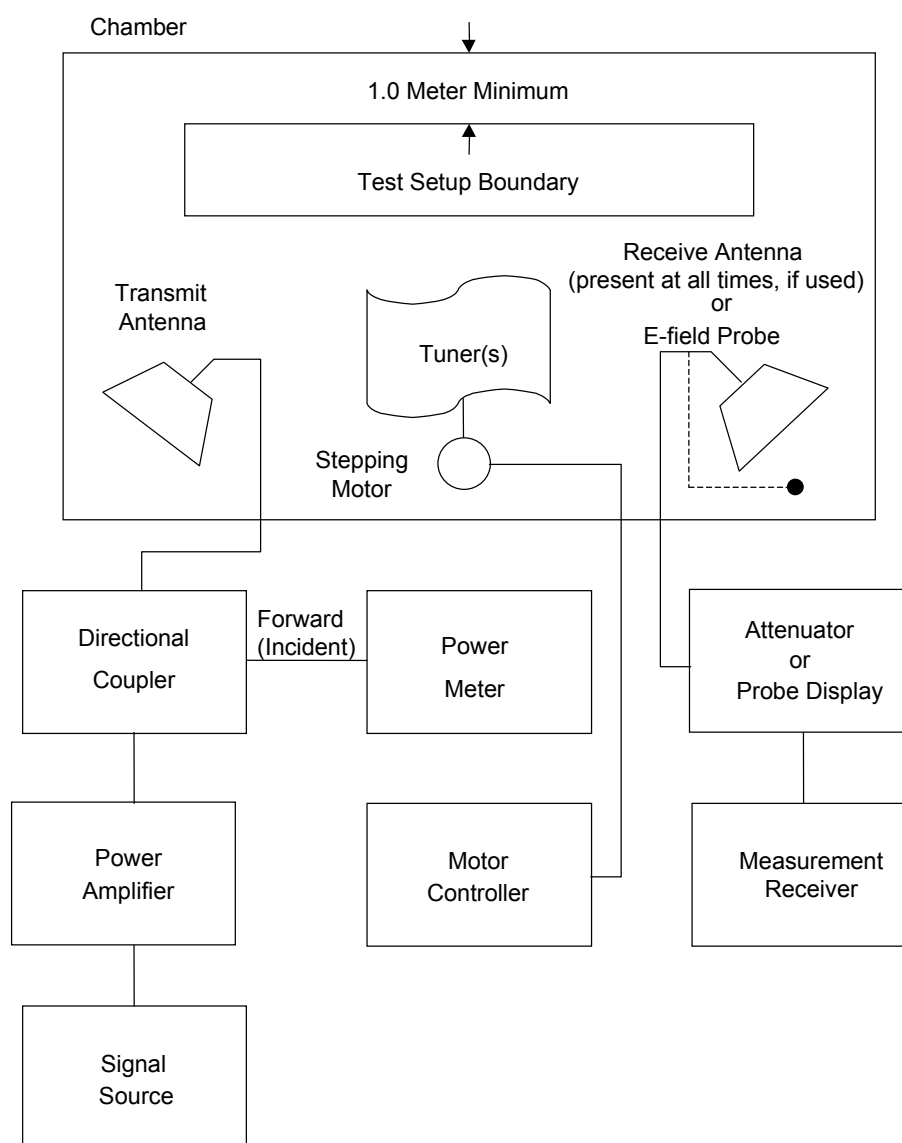 Chamber
1.0 Meter Minimum
Test Setup Boundary
Receive Antenna
(present at all times, if used)
or
E-field Probe
Transmit
Antenna
Tuner(s)
Stepping
Motor
Directional
Coupler
Forward
(Incident)
Power
Meter
Attenuator
or
Probe Display
Power
Amplifier
Motor
Controller
Measurement
Receiver
Signal
Source